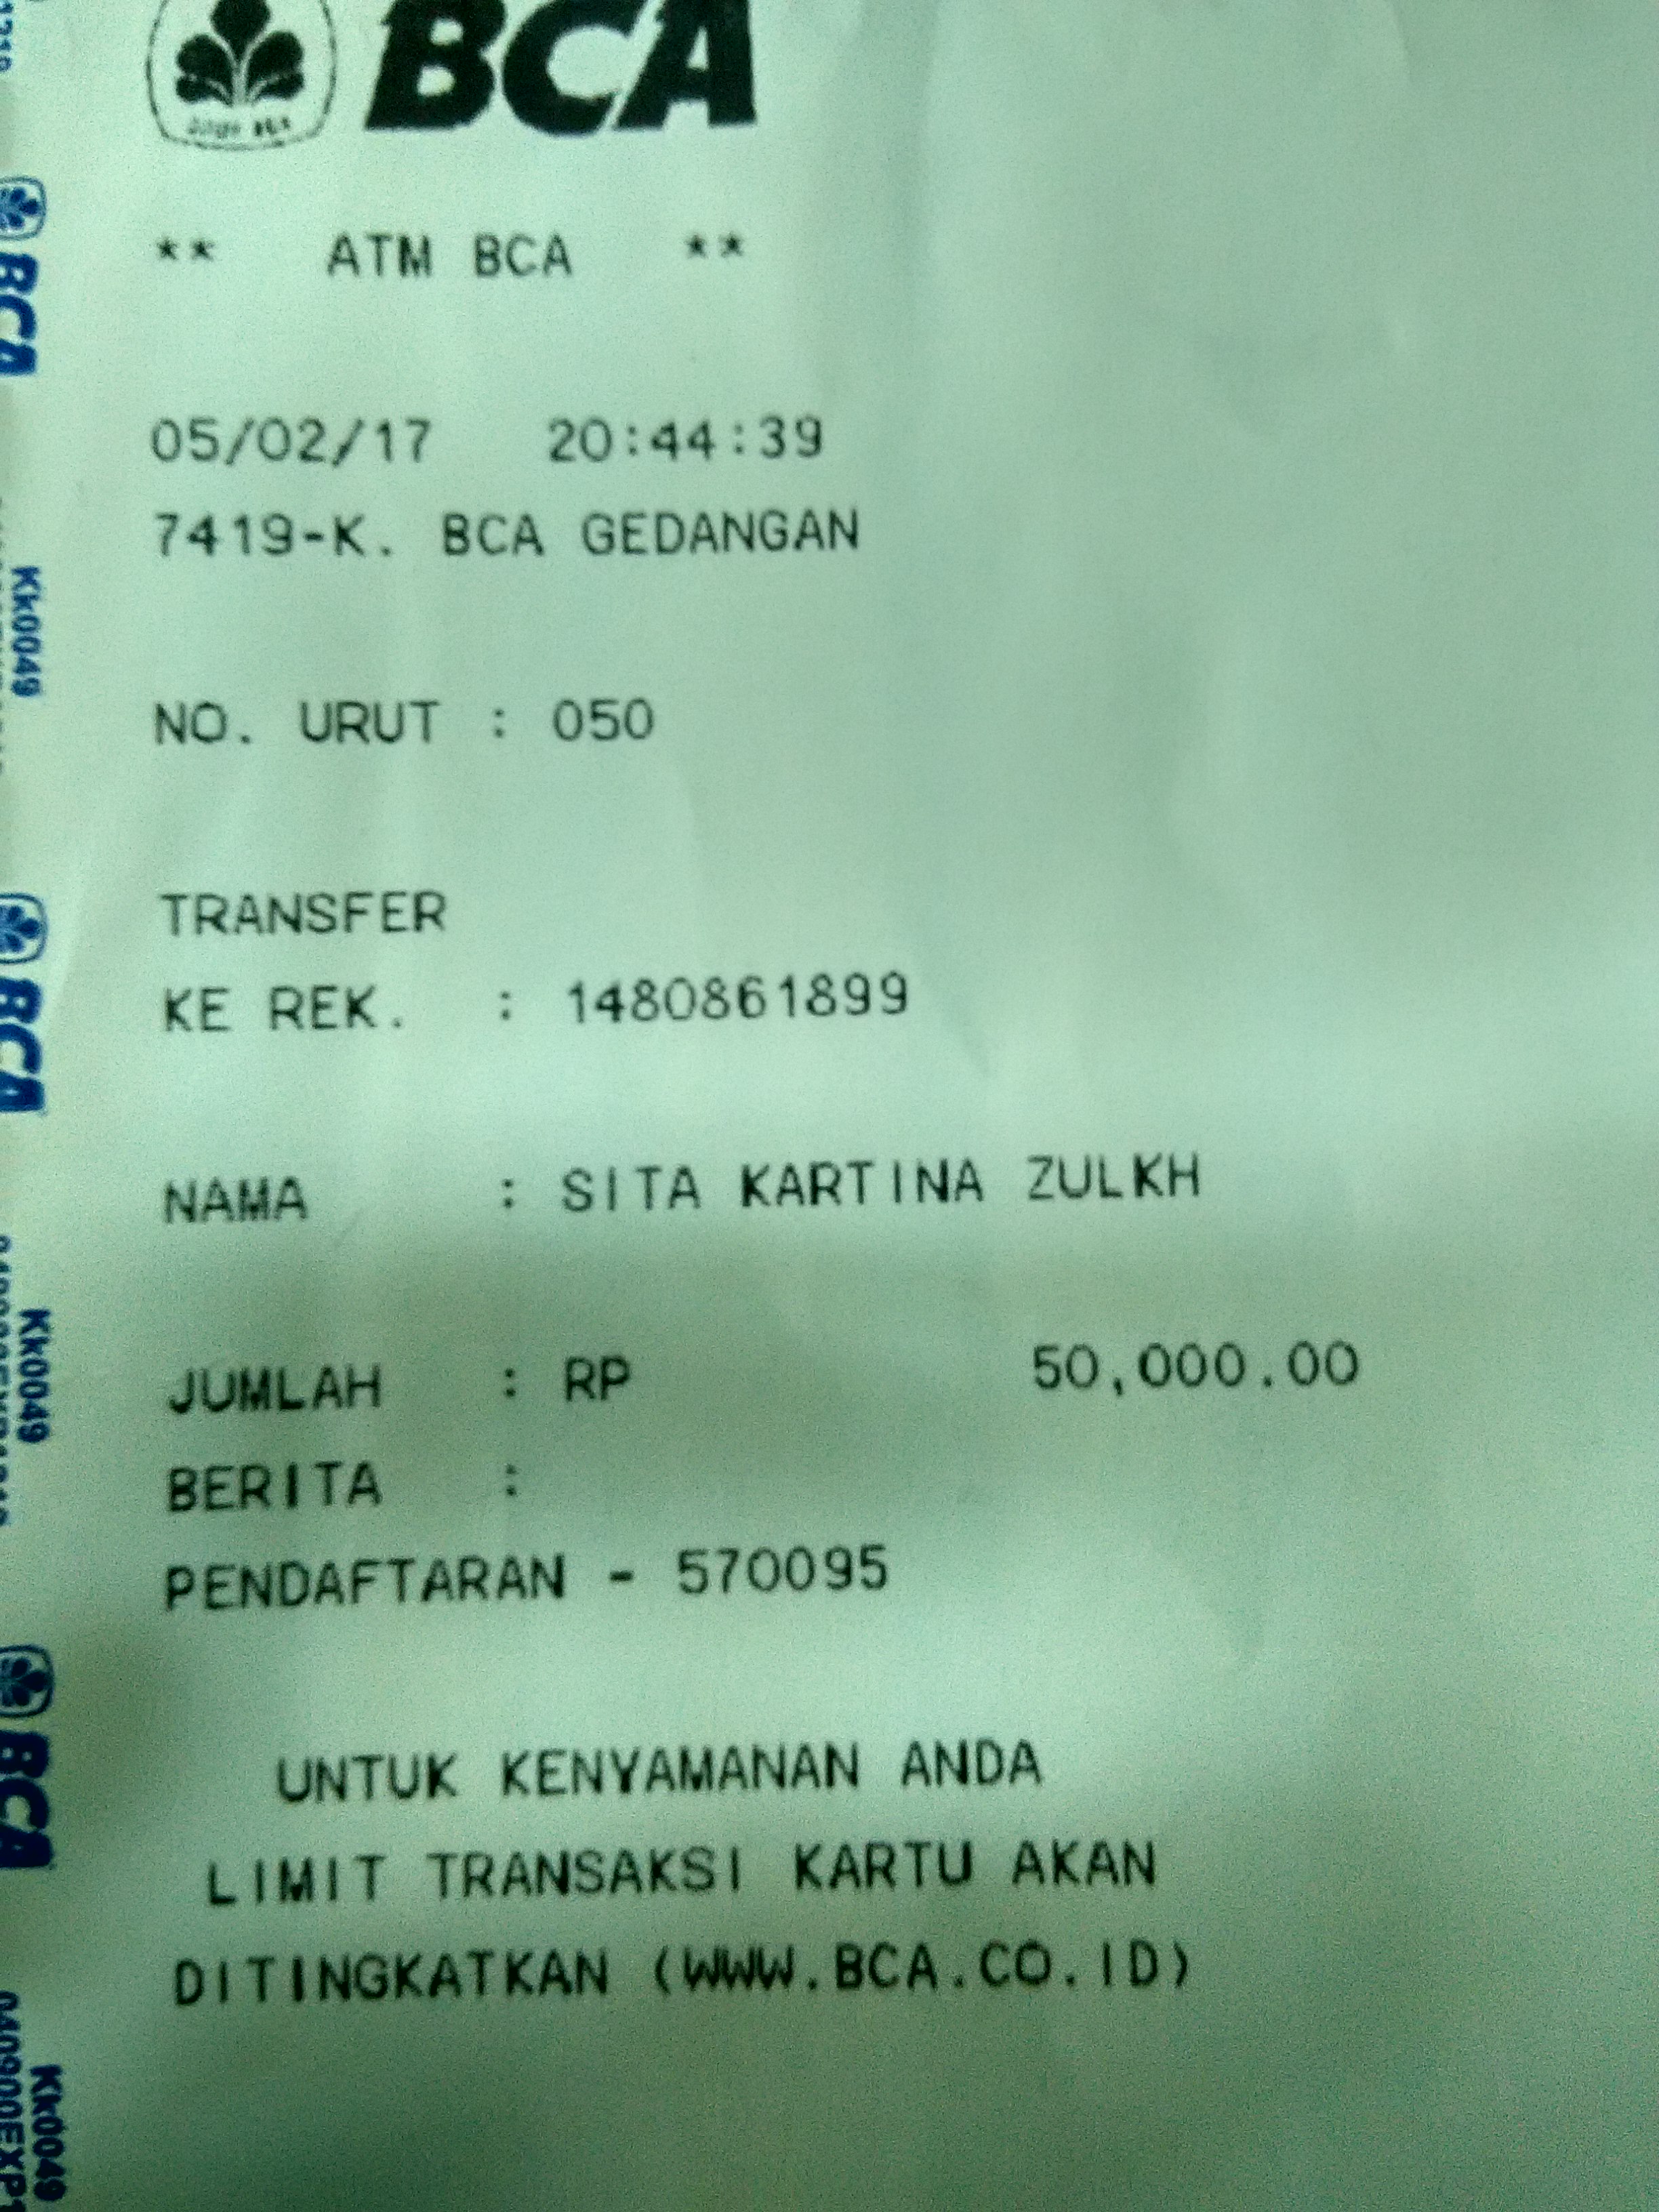 BCA
** ATM BCA **
05/02/17 20:44:39
7419-K. BCA GEDANGAN
NO. URUT : 050
TRANSFER
KE REK. : 1480861899
NAMA : SITA KARTINA ZULKH
JUMLAH : RP 50,000.00
BERITA :
PENDAFTARAN - 570095
UNTUK KENYAMANAN ANDA
LIMIT TRANSAKSI KARTU AKAN
DITINGKATKAN (WWW.BCA.CO.ID)
BCA
Kk0049
BCA
Kk0049
BCA
Kk0049